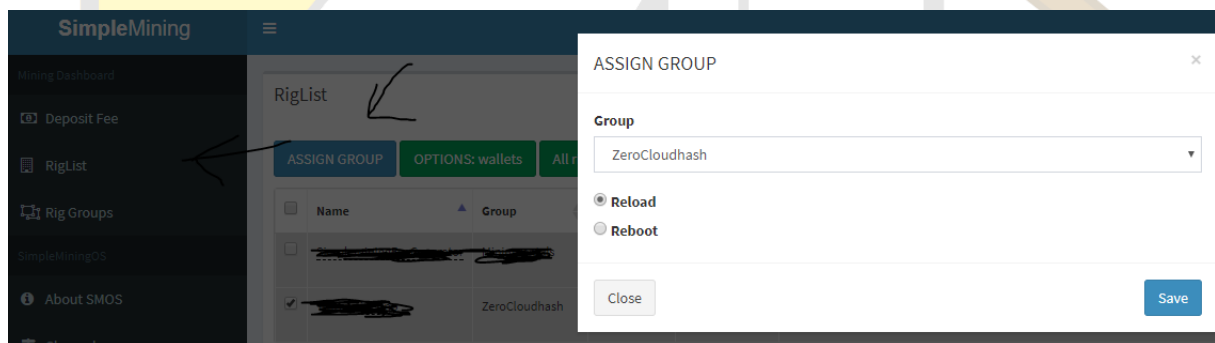 SimpleMining
Mining Dashboard
Deposit Fee
RigList
Rig Groups
SimpleMiningOS
About SMOS
RigList
ASSIGN GROUP
OPTIONS: wallets
All
Name
Group
ZeroCloudhash
ASSIGN GROUP
×
Group
ZeroCloudhash
Reload
Reboot
Close
Save